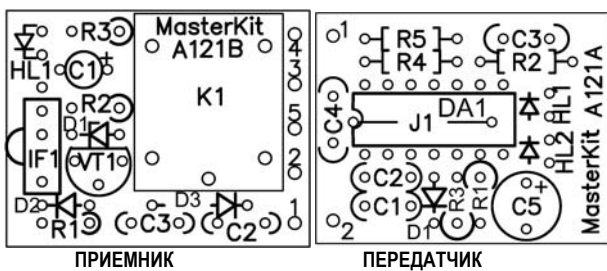 R3 MasterKit
A121B
4
HL1 C1 + 3
K1
R2
D1 5
IF1 VT1
2
D2 D3 1
R1 C3 C2
ПРИЕМНИК
1 R5 C3
R4 R2
C4 J1 DA1 HL1
HL2
C2
C1 D1 R3 R1 + C5
2
MasterKit A121A
ПЕРЕДАТЧИК